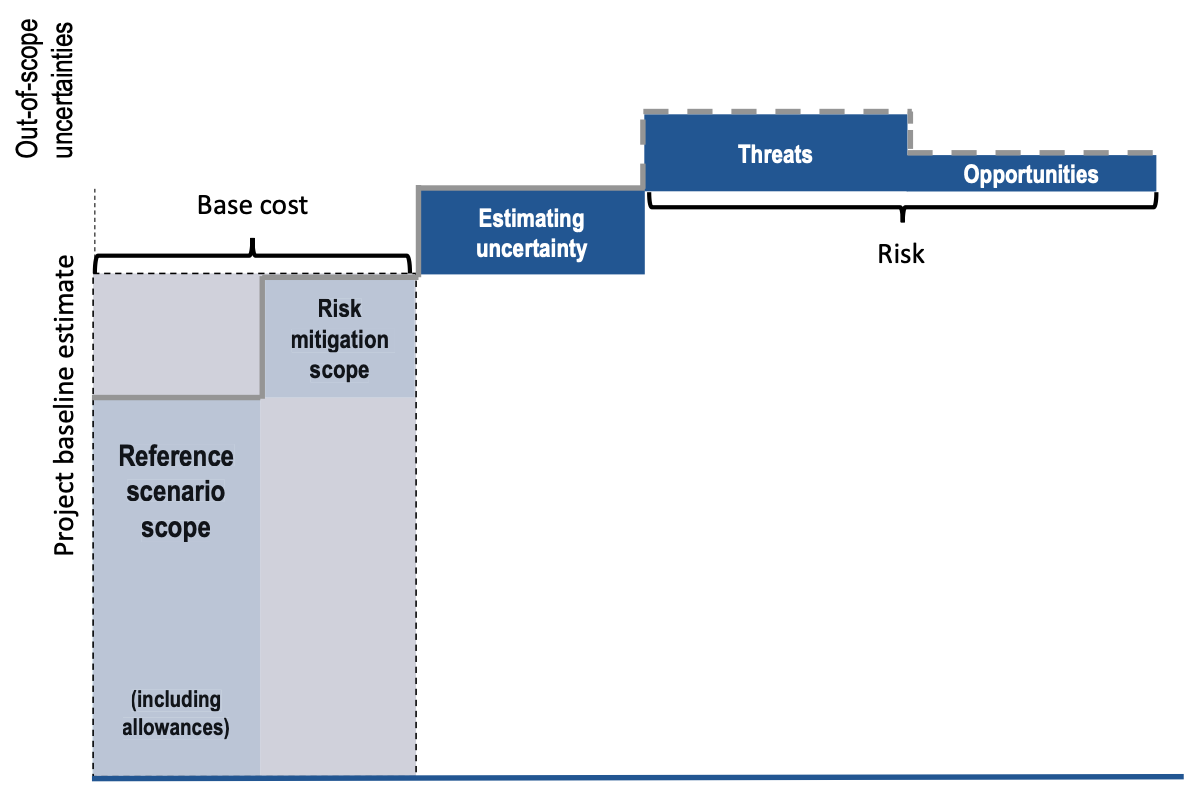 Out-of-scope
uncertainties
Threats
Opportunities
Base cost
Estimating
uncertainty
Risk
Project baseline estimate
Risk
mitigation
scope
Reference
scenario
scope
(including
allowances)